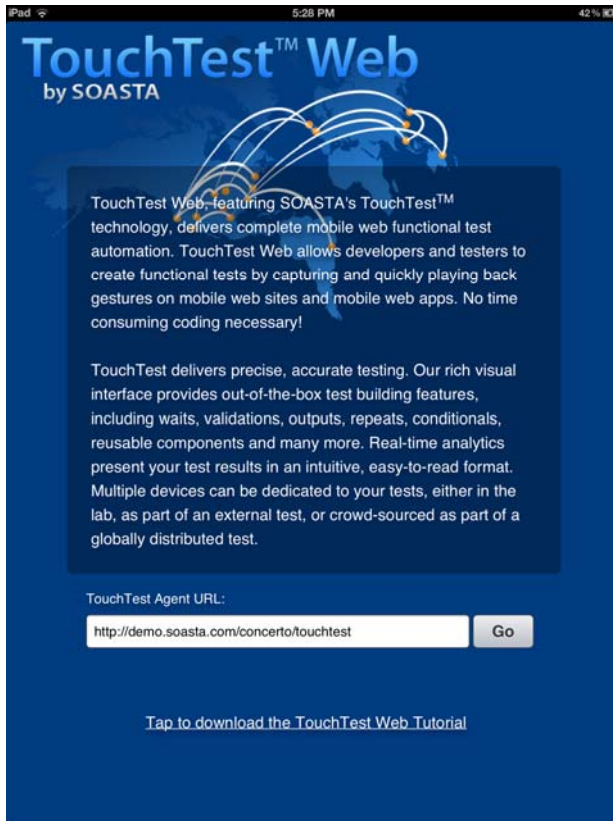 iPad 5:28 PM 42%
TouchTest™ Web
by SOASTA
TouchTest Web, featuring SOASTA's TouchTest™
technology, delivers complete mobile web functional test
automation. TouchTest Web allows developers and testers to
create functional tests by capturing and quickly playing back
gestures on mobile web sites and mobile web apps. No time
consuming coding necessary!
TouchTest delivers precise, accurate testing. Our rich visual
interface provides out-of-the-box test building features,
including waits, validations, outputs, repeats, conditionals,
reusable components and many more. Real-time analytics
present your test results in an intuitive, easy-to-read format.
Multiple devices can be dedicated to your tests, either in the
lab, as part of an external test, or crowd-sourced as part of a
globally distributed test.
TouchTest Agent URL:
http://demo.soasta.com/concerto/touchtest Go
Tap to download the TouchTest Web Tutorial